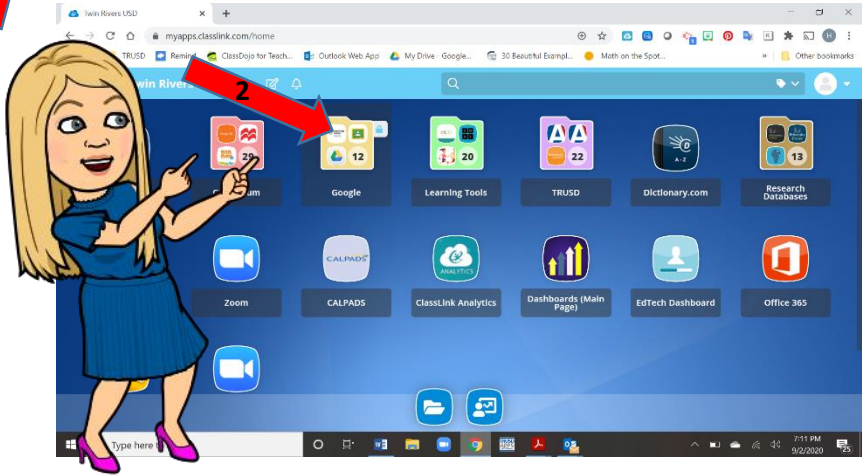 Twin Rivers USD
myapps.classlink.com/home
TRUSD Remind ClassDojo for Teach... Outlook Web App My Drive - Google... 30 Beautiful Exampl... Math on the Spot... » Other bookmarks
win Rivers
2
29 12 20 22 A-Z 13
um Google Learning Tools TRUSD Dictionary.com Research Databases
CALPADS ANALYTICS
Zoom CALPADS ClassLink Analytics Dashboards (Main Page) EdTech Dashboard Office 365
Type here
7:11 PM
9/2/2020
25